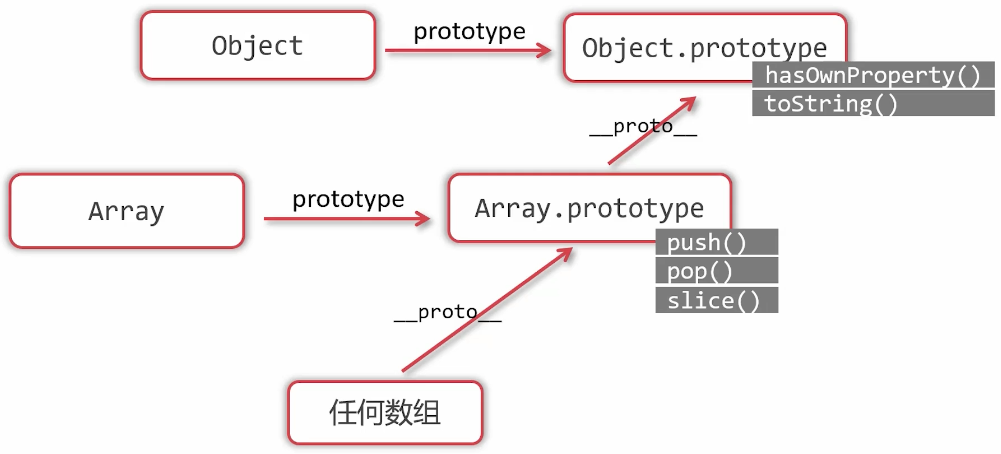 Object
prototype
Object.prototype
hasOwnProperty()
toString()
__proto__
Array
prototype
Array.prototype
push()
pop()
slice()
__proto__
任何数组